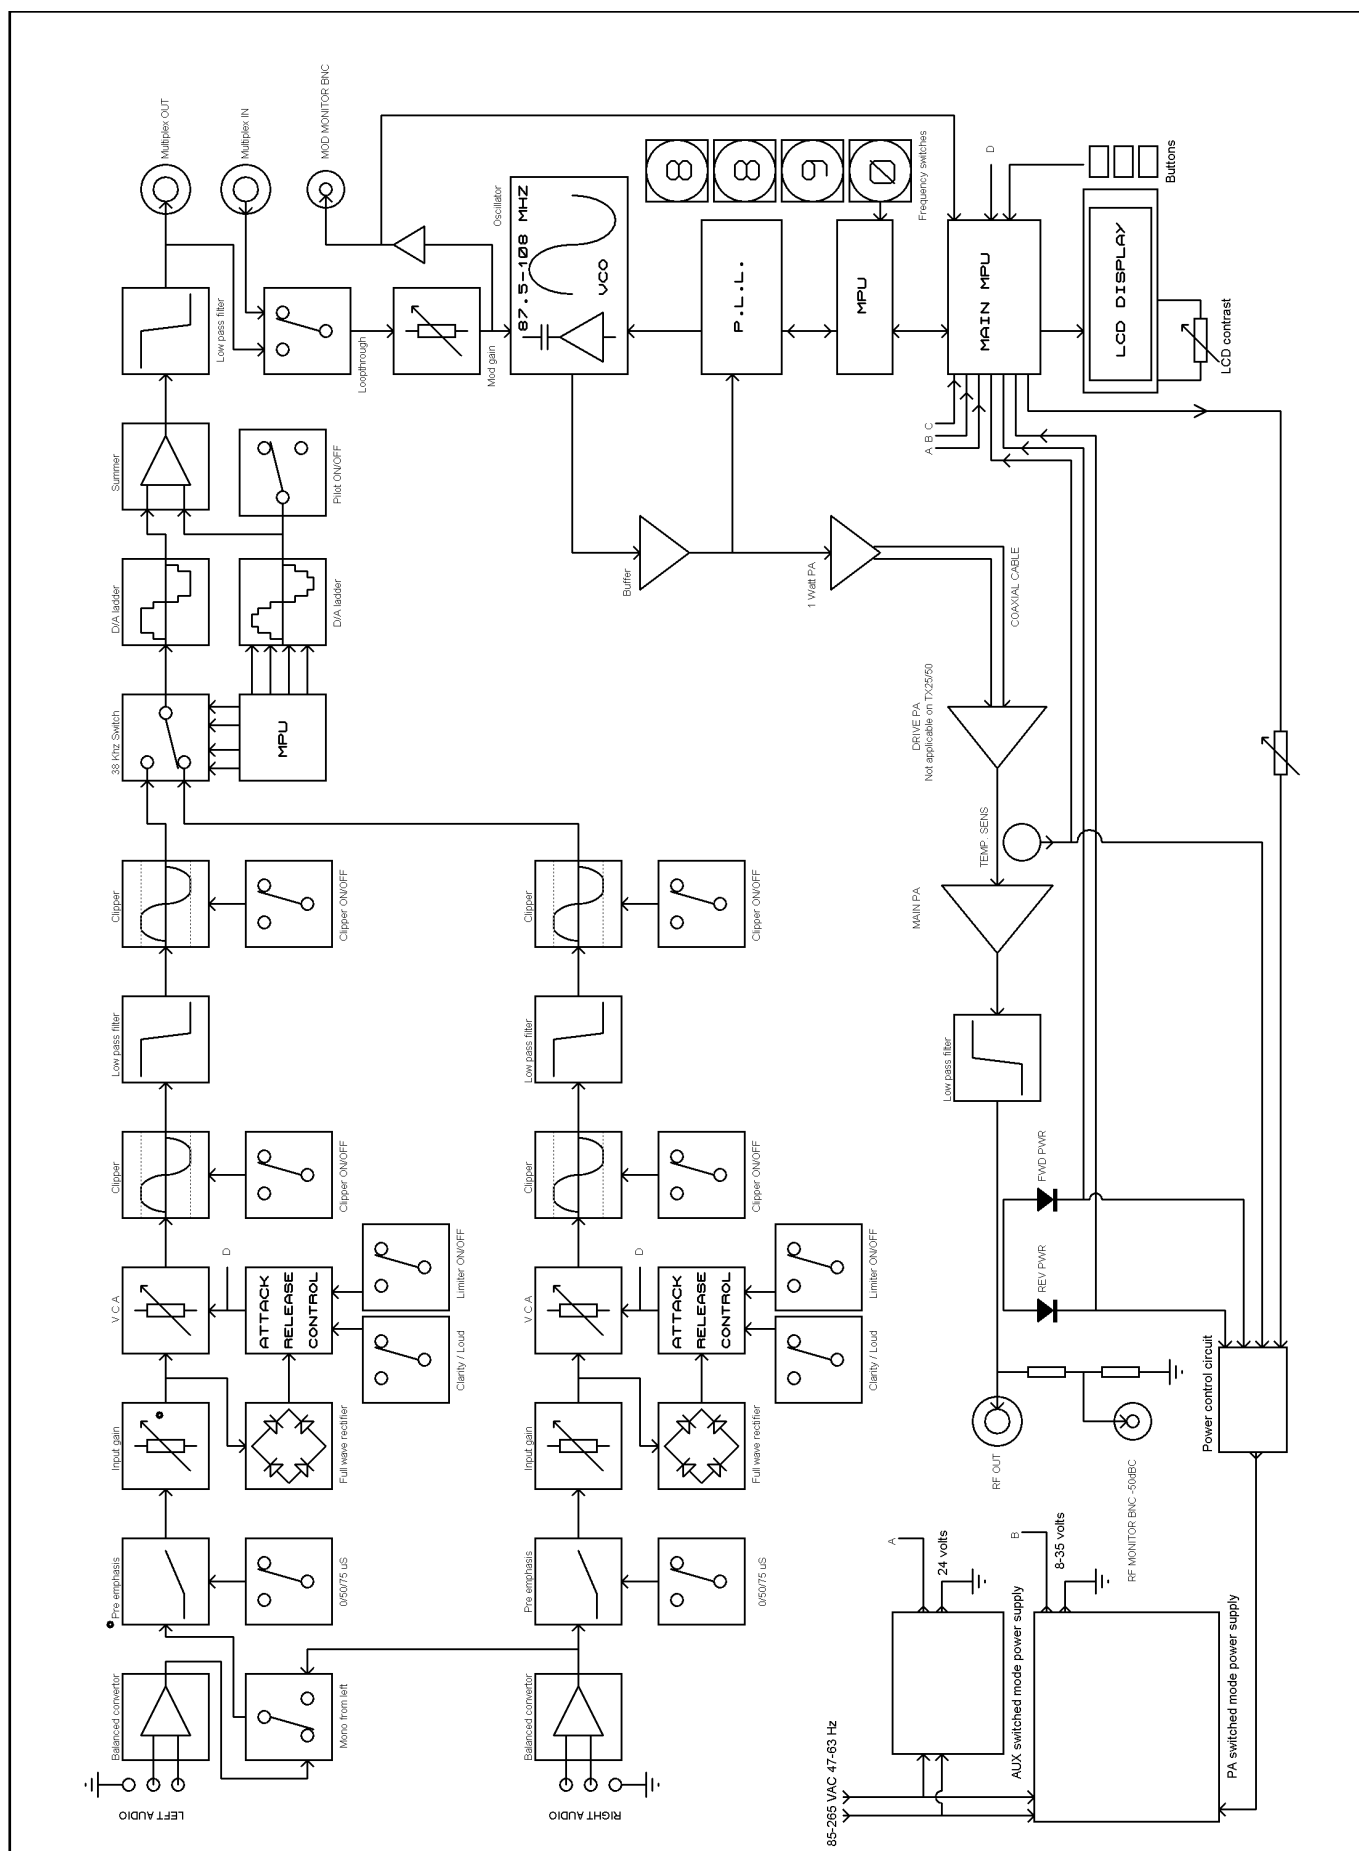 LEFT AUDIO
Balanced convertor
Mono from left
Pre emphasis
0/50/75 uS
Input gain
Full wave rectifier
V C A
D
ATTACK
RELEASE
CONTROL
Limiter ON/OFF
Clarity / Loud
Clipper
Clipper ON/OFF
Low pass filter
Clipper
Clipper ON/OFF
38 Khz Switch
MPU
D/A ladder
D/A ladder
Summer
Pilot ON/OFF
Low pass filter
Multiplex OUT
Multiplex IN
MOD MONITOR BNC
Loopthrough
Mod gain
Oscillator
87.5-108 MHZ
VCO
RIGHT AUDIO
Balanced convertor
Pre emphasis
0/50/75 uS
Input gain
Full wave rectifier
V C A
D
ATTACK
RELEASE
CONTROL
Limiter ON/OFF
Clarity / Loud
Clipper
Clipper ON/OFF
Low pass filter
Clipper
Clipper ON/OFF
Buffer
1 Watt PA
COAXIAL CABLE
P.L.L.
MPU
8
8
9
0
Frequency switches
MAIN MPU
A B C
D
Buttons
LCD DISPLAY
LCD contrast
DRIVE PA
Not applicable on TX25/50
TEMP. SENS
MAIN PA
Low pass filter
FWD PWR
REV PWR
RF OUT
RF MONITOR BNC -50dBC
Power control circuit
85-265 VAC 47-63 Hz
A
24 volts
AUX switched mode power supply
B
8-35 volts
PA switched mode power supply